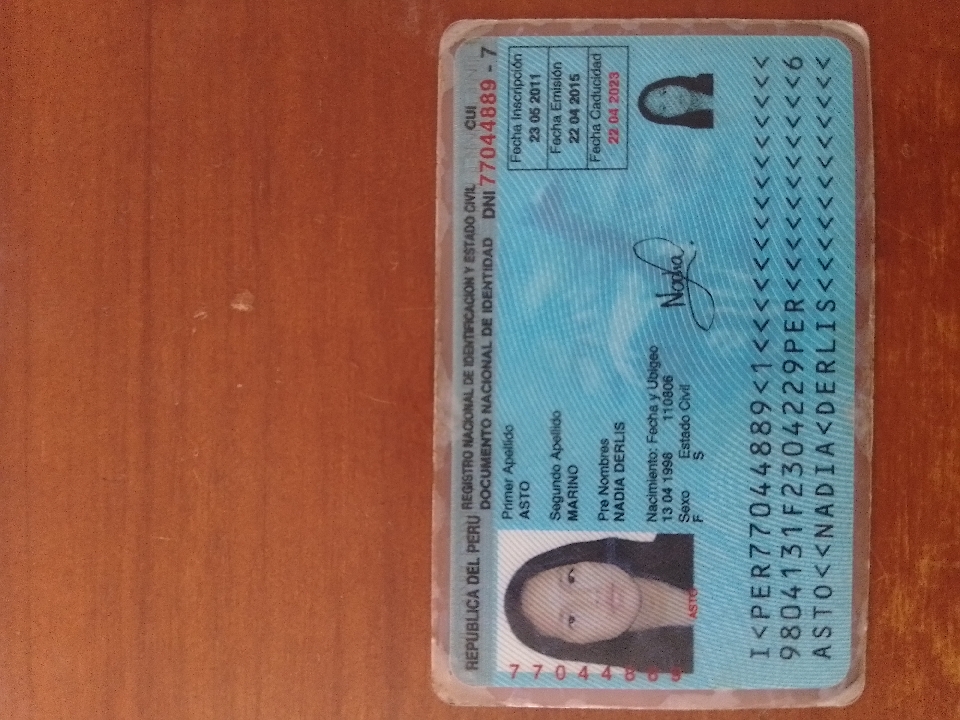 REPUBLICA DEL PERU REGISTRO NACIONAL DE IDENTIFICACION Y ESTADO CIVIL CUI
DOCUMENTO NACIONAL DE IDENTIDAD DNI 77044889 - 7
Primer Apellido
ASTO
Segundo Apellido
MARINO
Pre Nombres
NADIA DERLIS
Nacimiento: Fecha y Ubigeo
13 04 1998 110806
Sexo Estado Civil
F S
Fecha Inscripción
23 05 2011
Fecha Emisión
22 04 2015
Fecha Caducidad
22 04 2023
Nadia.
ASTO
77044889
I<PER77044889<1<<<<<<<<<<<<<<<
9804131F2304229PER<<<<<<<<<<<6
ASTO<<NADIA<DERLIS<<<<<<<<<<<<